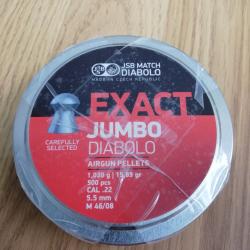 JSB MATCH
DIABOLO
MADE IN CZECH REPUBLIC
EXACT
JUMBO
DIABOLO
CAREFULLY
SELECTED
AIRGUN PELLETS
1,030 g | 15,89 gr
500 pcs
CAL .22
5.5 mm
M 46/08